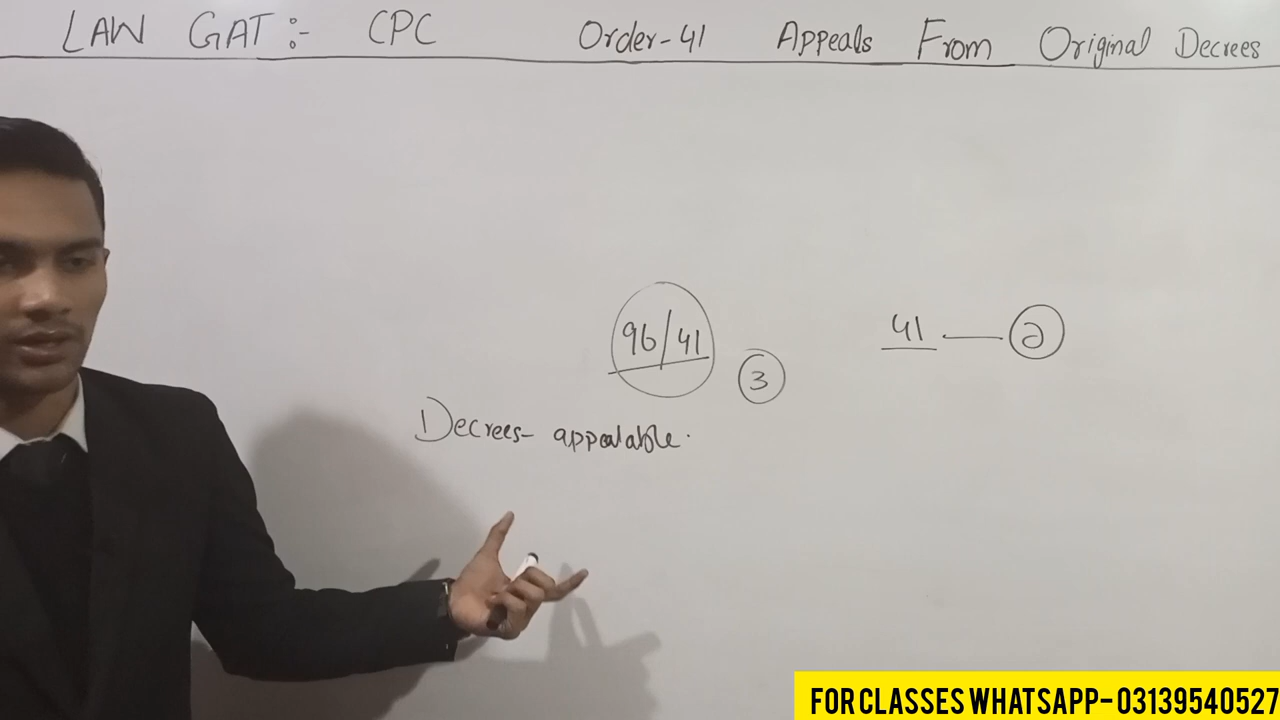 LAW GAT:- CPC Order-41 Appeals From Original Decrees
96/41
41 — 2
3
Decrees- appealable.
FOR CLASSES WHATSAPP- 03139540527